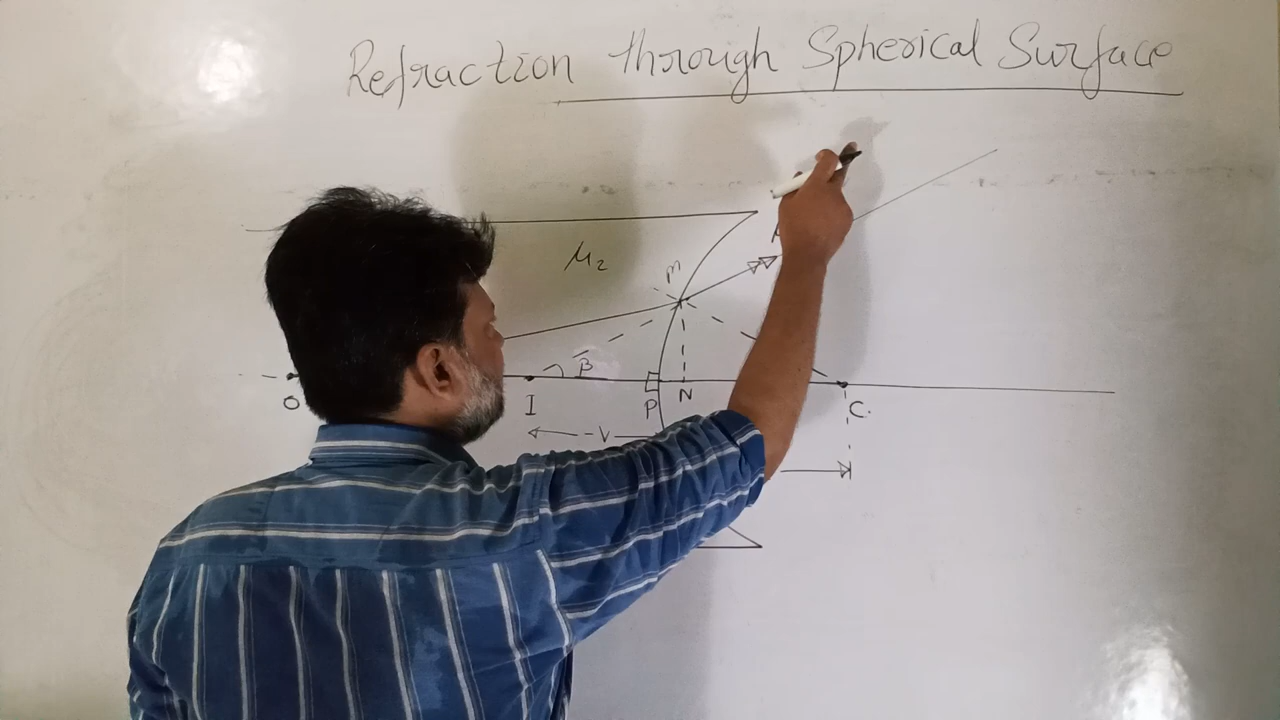 Refraction through Spherical Surface
μ₂
M
A
β
O I P N C.
-V